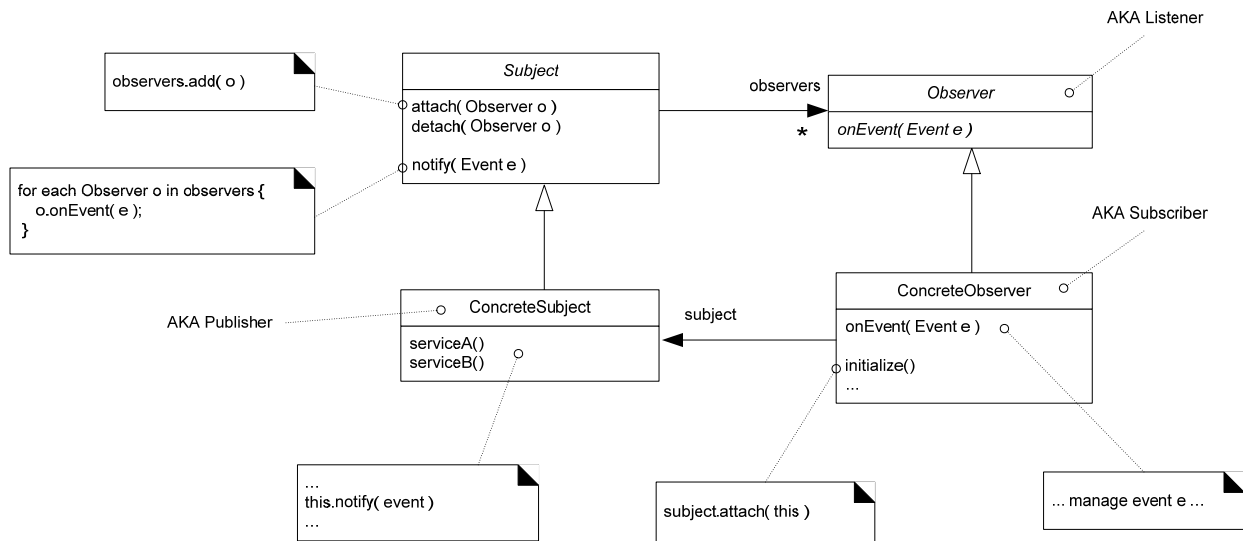 AKA Listener
observers.add( o )
Subject
attach( Observer o )
detach( Observer o )
notify( Event e )
observers
*
Observer
onEvent( Event e )
for each Observer o in observers {
o.onEvent( e );
}
AKA Subscriber
AKA Publisher
ConcreteSubject
serviceA()
serviceB()
subject
ConcreteObserver
onEvent( Event e )
initialize()
...
...
this.notify( event )
...
subject.attach( this )
... manage event e ...